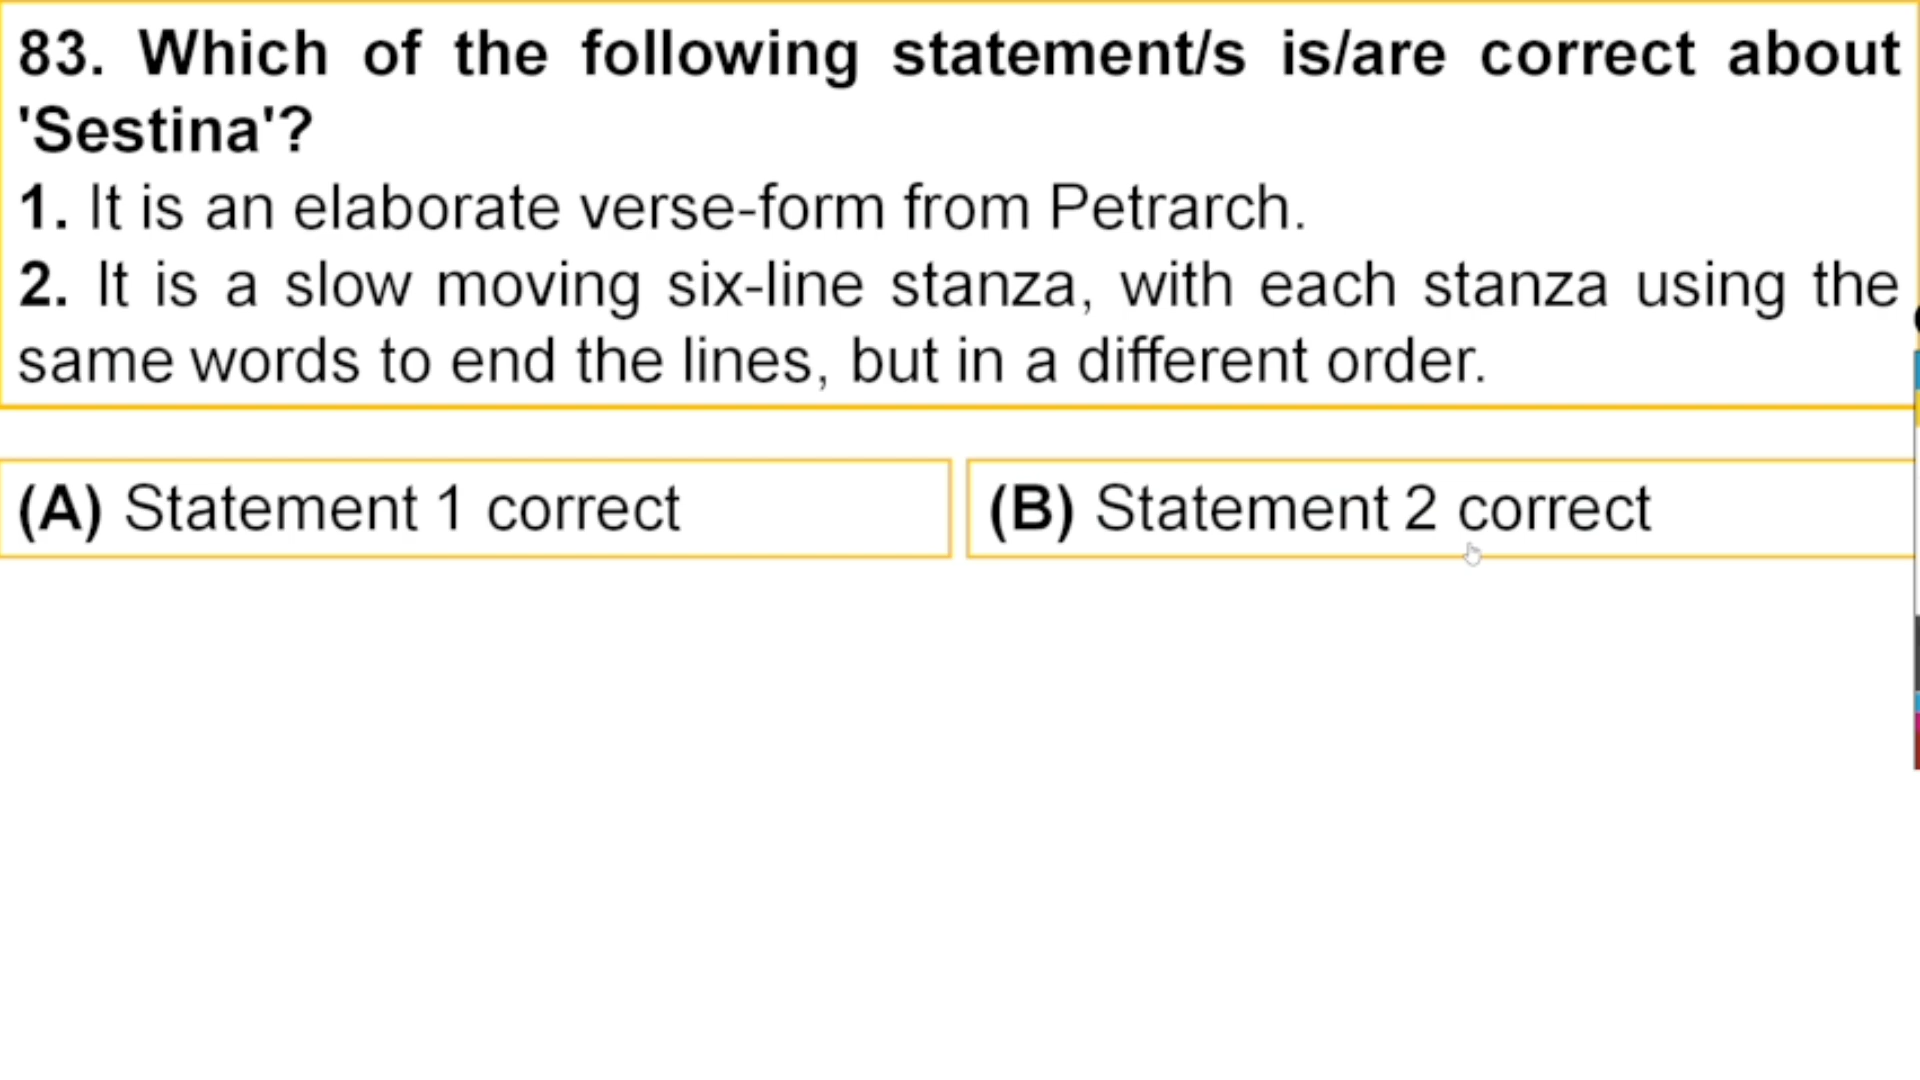 83. Which of the following statement/s is/are correct about
'Sestina'?
1. It is an elaborate verse-form from Petrarch.
2. It is a slow moving six-line stanza, with each stanza using the
same words to end the lines, but in a different order.
(A) Statement 1 correct
(B) Statement 2 correct